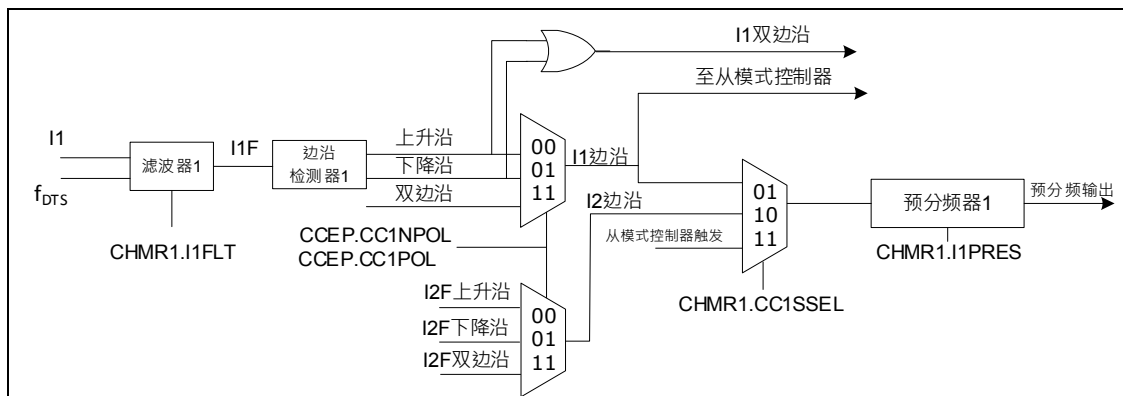 I1双边沿
至从模式控制器
I1
fDTS
滤波器1
I1F
边沿
检测器1
上升沿
下降沿
双边沿
00
01
11
I1边沿
I2边沿
从模式控制器触发
01
10
11
预分频器1
预分频输出
CHMR1.I1FLT
CCEP.CC1NPOL
CCEP.CC1POL
CHMR1.I1PRES
CHMR1.CC1SSEL
I2F上升沿
I2F下降沿
I2F双边沿
00
01
11